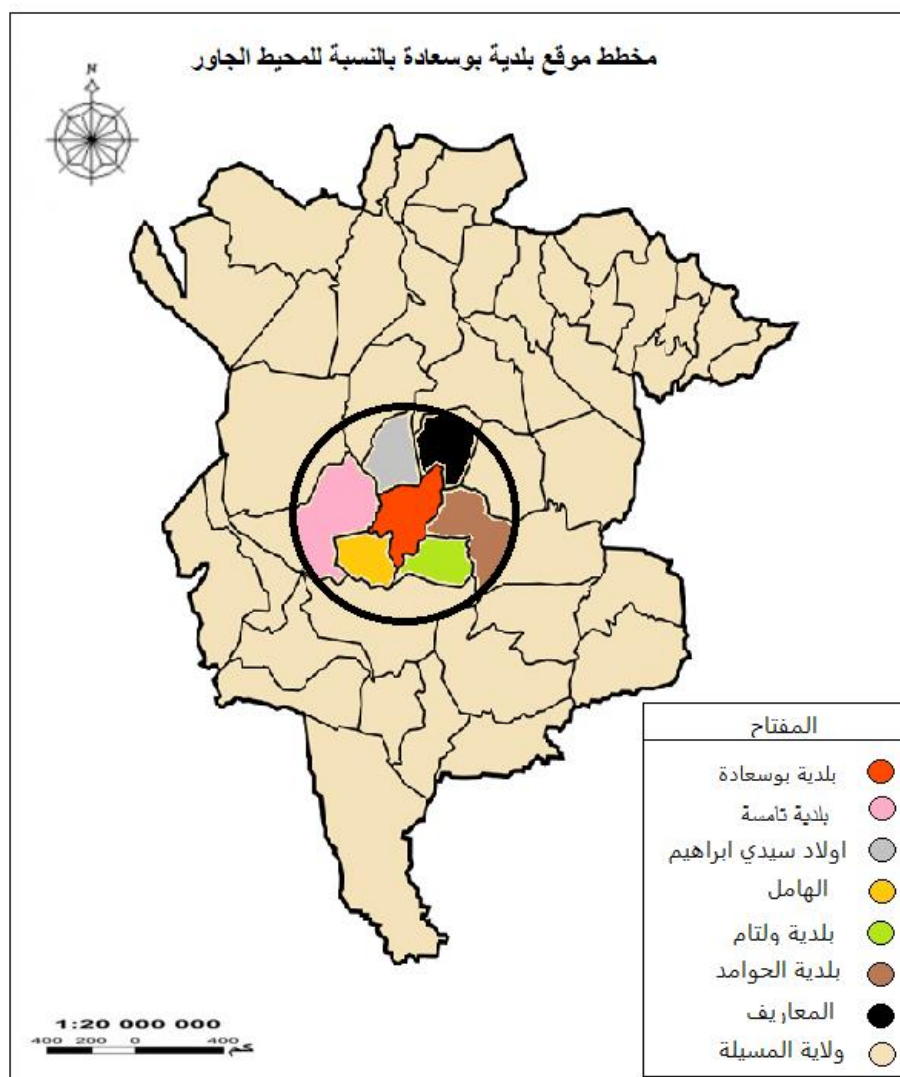 مخطط موقع بلدية بوسعادة بالنسبة للمحيط الجاور
N
المفتاح
بلدية بوسعادة
بلدية تامسة
اولاد سيدي ابراهيم
الهامل
بلدية ولتام
بلدية الحوامد
المعاريف
ولاية المسيلة
1:20 000 000
400 200 0 400
كم